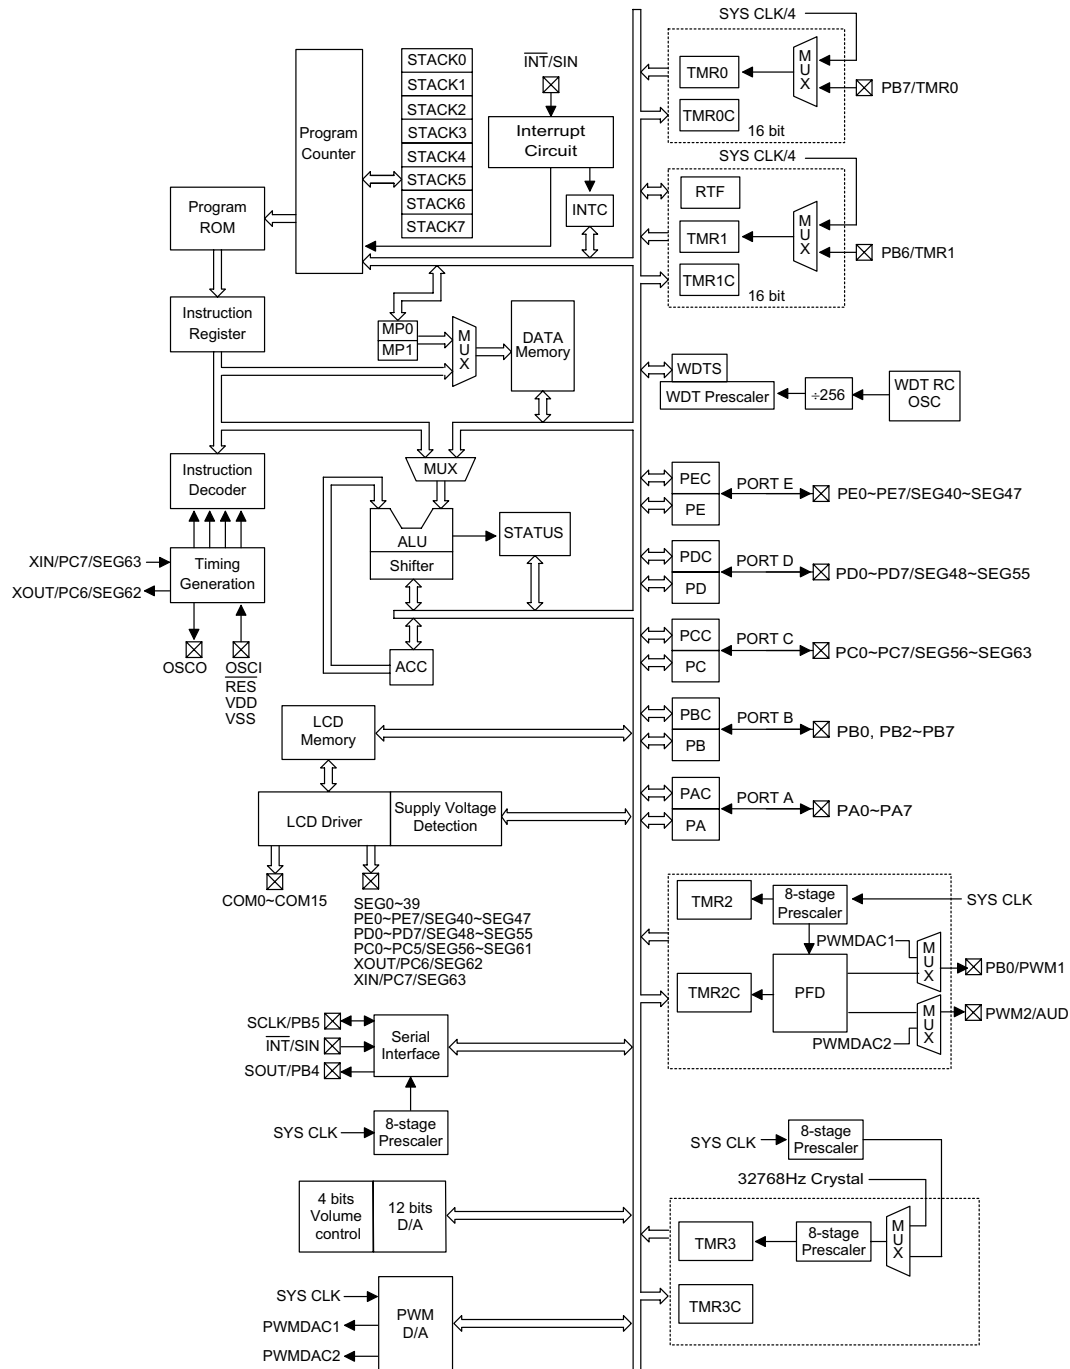 SYS CLK/4
STACK0
STACK1
STACK2
STACK3
STACK4
STACK5
STACK6
STACK7
INT/SIN
Program
Counter
Interrupt
Circuit
INTC
TMR0
TMR0C
MUX
PB7/TMR0
16 bit
SYS CLK/4
RTF
TMR1
TMR1C
MUX
PB6/TMR1
16 bit
Program
ROM
Instruction
Register
MP0
MP1
MUX
DATA
Memory
WDTS
WDT Prescaler
÷256
WDT RC
OSC
Instruction
Decoder
MUX
ALU
Shifter
STATUS
ACC
XIN/PC7/SEG63
XOUT/PC6/SEG62
Timing
Generation
OSCO
OSCI
RES
VDD
VSS
PEC
PE
PORT E
PE0~PE7/SEG40~SEG47
PDC
PD
PORT D
PD0~PD7/SEG48~SEG55
PCC
PC
PORT C
PC0~PC7/SEG56~SEG63
PBC
PB
PORT B
PB0, PB2~PB7
PAC
PA
PORT A
PA0~PA7
LCD
Memory
LCD Driver
Supply Voltage
Detection
COM0~COM15
SEG0~39
PE0~PE7/SEG40~SEG47
PD0~PD7/SEG48~SEG55
PC0~PC5/SEG56~SEG61
XOUT/PC6/SEG62
XIN/PC7/SEG63
TMR2
8-stage
Prescaler
SYS CLK
PWMDAC1
MUX
PB0/PWM1
TMR2C
PFD
MUX
PWM2/AUD
PWMDAC2
SCLK/PB5
INT/SIN
SOUT/PB4
Serial
Interface
SYS CLK
8-stage
Prescaler
SYS CLK
8-stage
Prescaler
32768Hz Crystal
4 bits
Volume
control
12 bits
D/A
TMR3
8-stage
Prescaler
MUX
TMR3C
SYS CLK
PWMDAC1
PWMDAC2
PWM
D/A